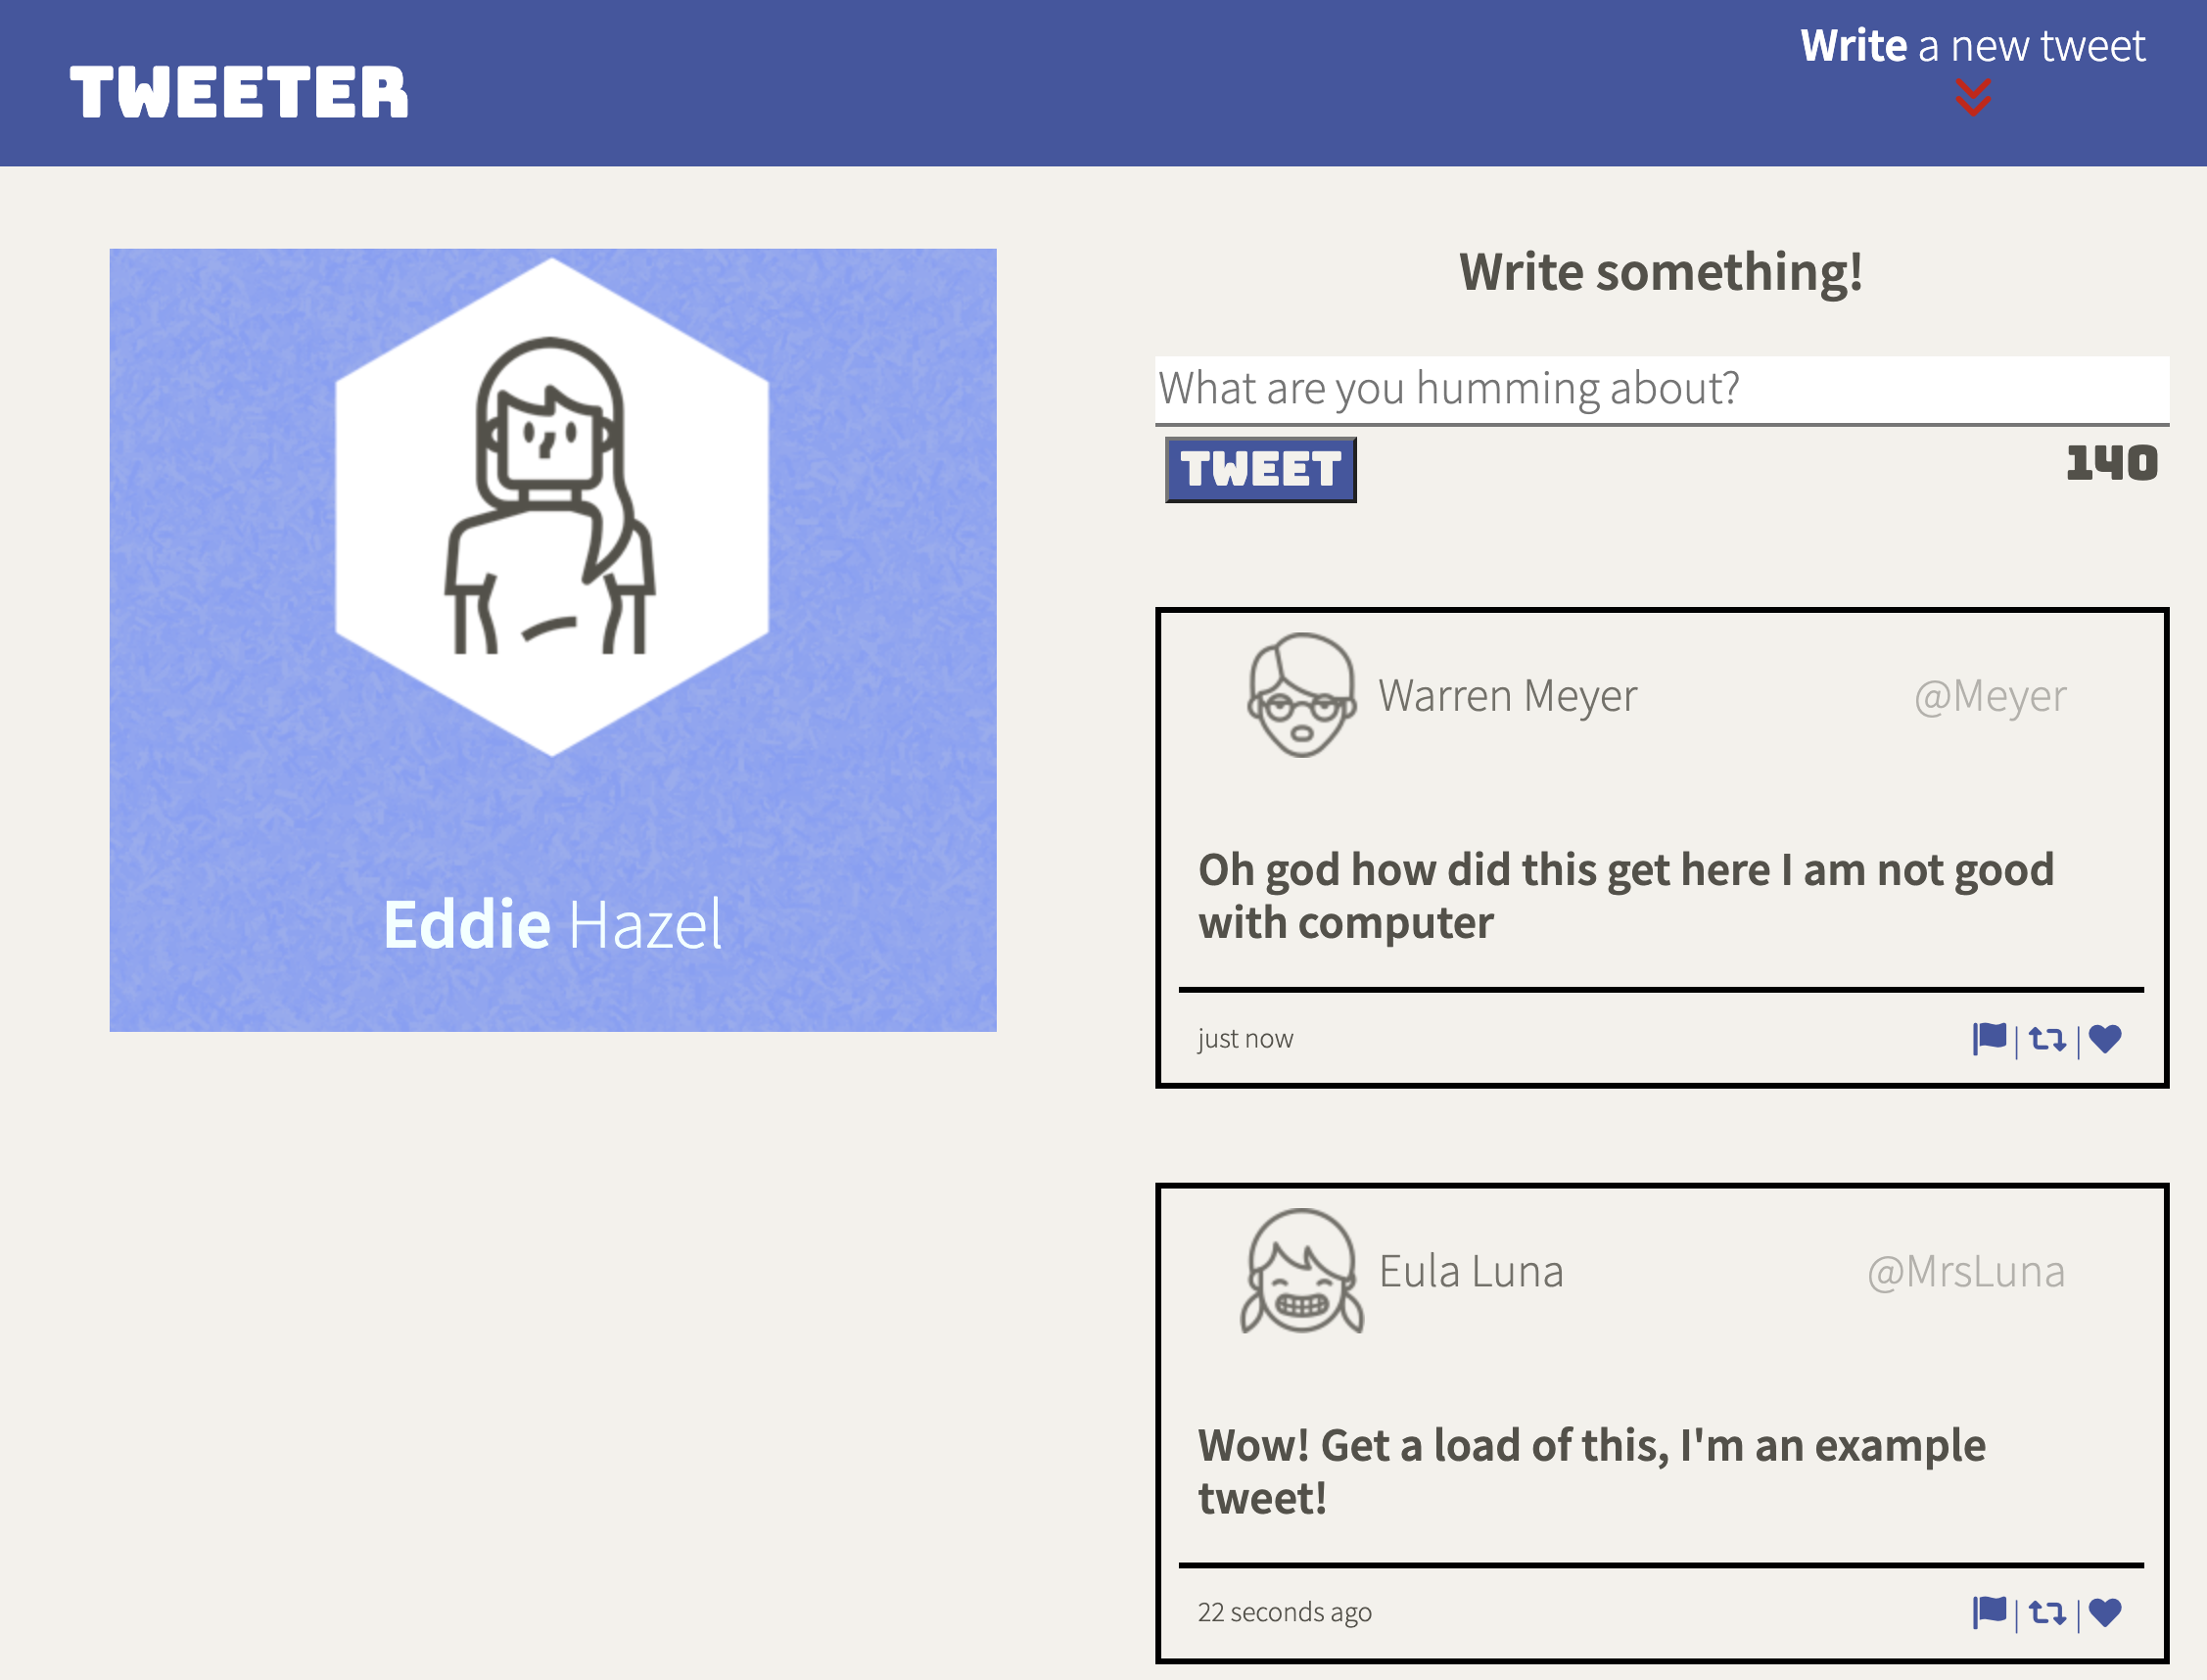 TWEETER
Write a new tweet
Eddie Hazel
Write something!
What are you humming about?
TWEET
140
Warren Meyer
@Meyer
Oh god how did this get here I am not good
with computer
just now
Eula Luna
@MrsLuna
Wow! Get a load of this, I'm an example
tweet!
22 seconds ago